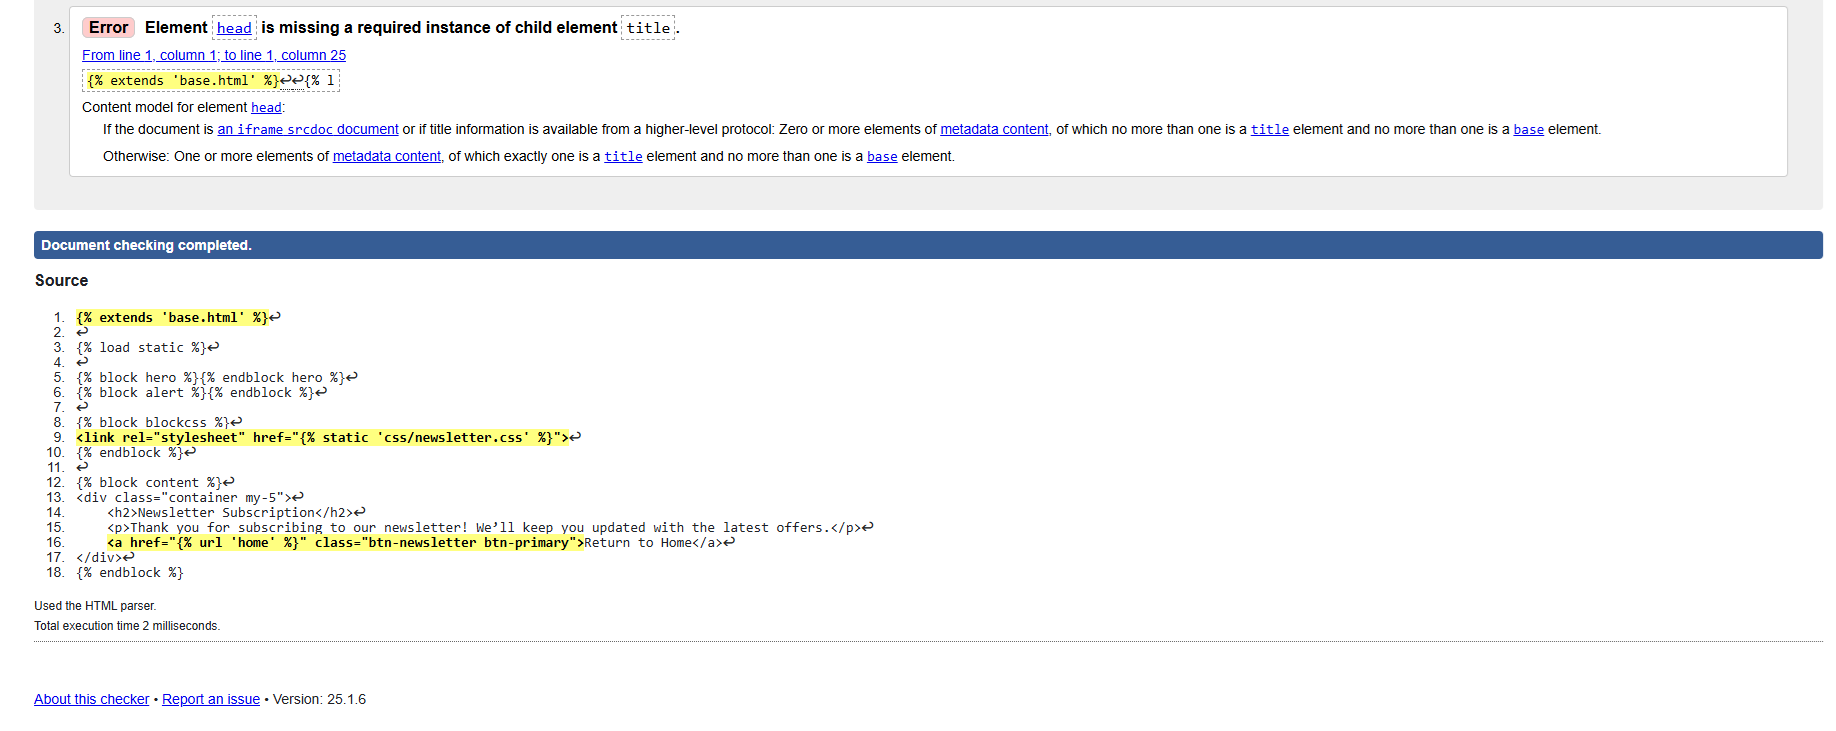 3. Error Element head is missing a required instance of child element title.
From line 1, column 1; to line 1, column 25
{% extends 'base.html' %}↩↩{% l
Content model for element head:
If the document is an iframe srcdoc document or if title information is available from a higher-level protocol: Zero or more elements of metadata content, of which no more than one is a title element and no more than one is a base element.
Otherwise: One or more elements of metadata content, of which exactly one is a title element and no more than one is a base element.
Document checking completed.
Source
1. {% extends 'base.html' %}↩
2. ↩
3. {% load static %}↩
4. ↩
5. {% block hero %}{% endblock hero %}↩
6. {% block alert %}{% endblock %}↩
7. ↩
8. {% block blockcss %}↩
9. <link rel="stylesheet" href="{% static 'css/newsletter.css' %}">↩
10. {% endblock %}↩
11. ↩
12. {% block content %}↩
13. <div class="container my-5">↩
14.     <h2>Newsletter Subscription</h2>↩
15.     <p>Thank you for subscribing to our newsletter! We’ll keep you updated with the latest offers.</p>↩
16.     <a href="{% url 'home' %}" class="btn-newsletter btn-primary">Return to Home</a>↩
17. </div>↩
18. {% endblock %}
Used the HTML parser.
Total execution time 2 milliseconds.
About this checker • Report an issue • Version: 25.1.6